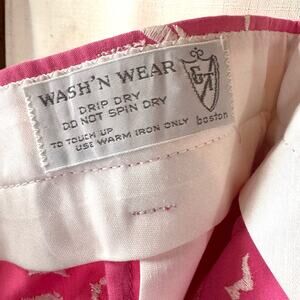 WASH'N WEAR
DRIP DRY
DO NOT SPIN DRY
TO TOUCH UP
USE WARM IRON ONLY
boston